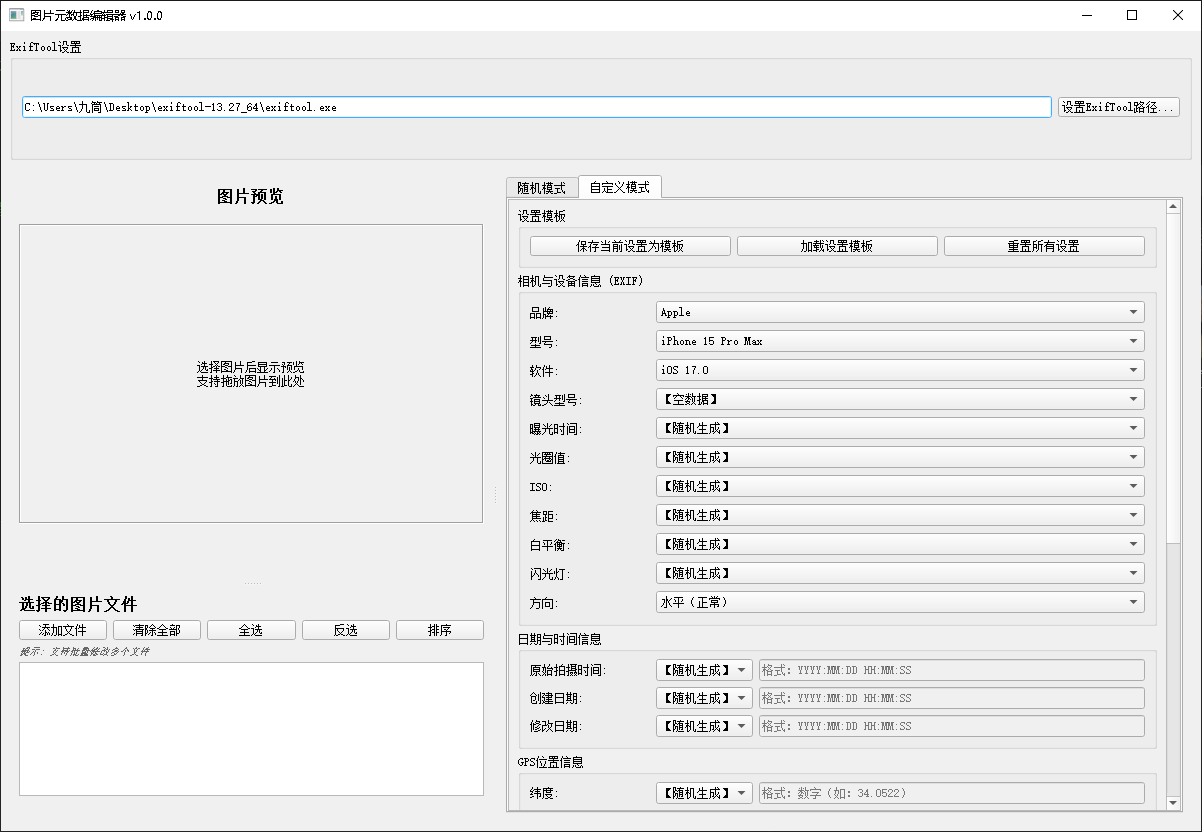 图片元数据编辑器 v1.0.0
ExifTool设置
C:\Users\九筒\Desktop\exiftool-13.27_64\exiftool.exe
设置ExifTool路径...
图片预览
选择图片后显示预览
支持拖放图片到此处
选择的图片文件
添加文件 清除全部 全选 反选 排序
提示: 支持批量修改多个文件
随机模式 自定义模式
设置模板
保存当前设置为模板 加载设置模板 重置所有设置
相机与设备信息（EXIF）
品牌: Apple
型号: iPhone 15 Pro Max
软件: iOS 17.0
镜头型号: 【空数据】
曝光时间: 【随机生成】
光圈值: 【随机生成】
ISO: 【随机生成】
焦距: 【随机生成】
白平衡: 【随机生成】
闪光灯: 【随机生成】
方向: 水平（正常）
日期与时间信息
原始拍摄时间: 【随机生成】 格式: YYYY:MM:DD HH:MM:SS
创建日期: 【随机生成】 格式: YYYY:MM:DD HH:MM:SS
修改日期: 【随机生成】 格式: YYYY:MM:DD HH:MM:SS
GPS位置信息
纬度: 【随机生成】 格式: 数字（如: 34.0522）